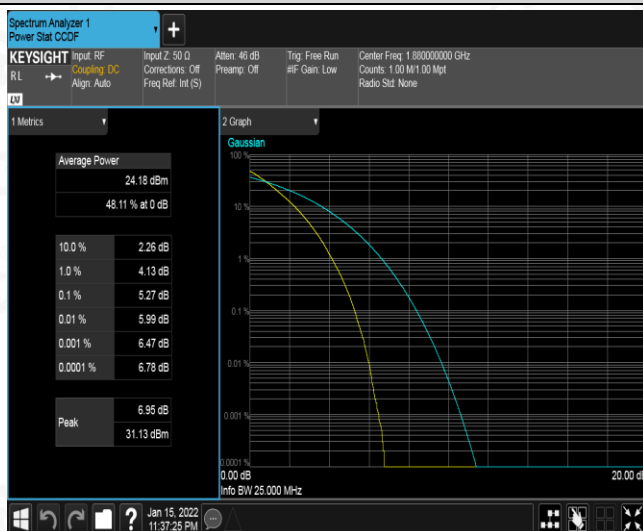 Spectrum Analyzer 1
Power Stat CCDF
+
KEYSIGHT
RL
LXI
Input: RF
Coupling: DC
Align: Auto
Input Z: 50 Ω
Corrections: Off
Freq Ref: Int (S)
Atten: 46 dB
Preamp: Off
Trig: Free Run
#IF Gain: Low
Center Freq: 1.880000000 GHz
Counts: 1.00 M/1.00 Mpt
Radio Std: None
1 Metrics
Average Power
24.18 dBm
48.11 % at 0 dB
10.0 % 2.26 dB
1.0 % 4.13 dB
0.1 % 5.27 dB
0.01 % 5.99 dB
0.001 % 6.47 dB
0.0001 % 6.78 dB
Peak
6.95 dB
31.13 dBm
2 Graph
Gaussian
100 %
10 %
1 %
0.1 %
0.01 %
0.001 %
0.0001 %
0.00 dB
20.00 dB
Info BW 25.000 MHz
?
Jan 15, 2022
11:37:25 PM